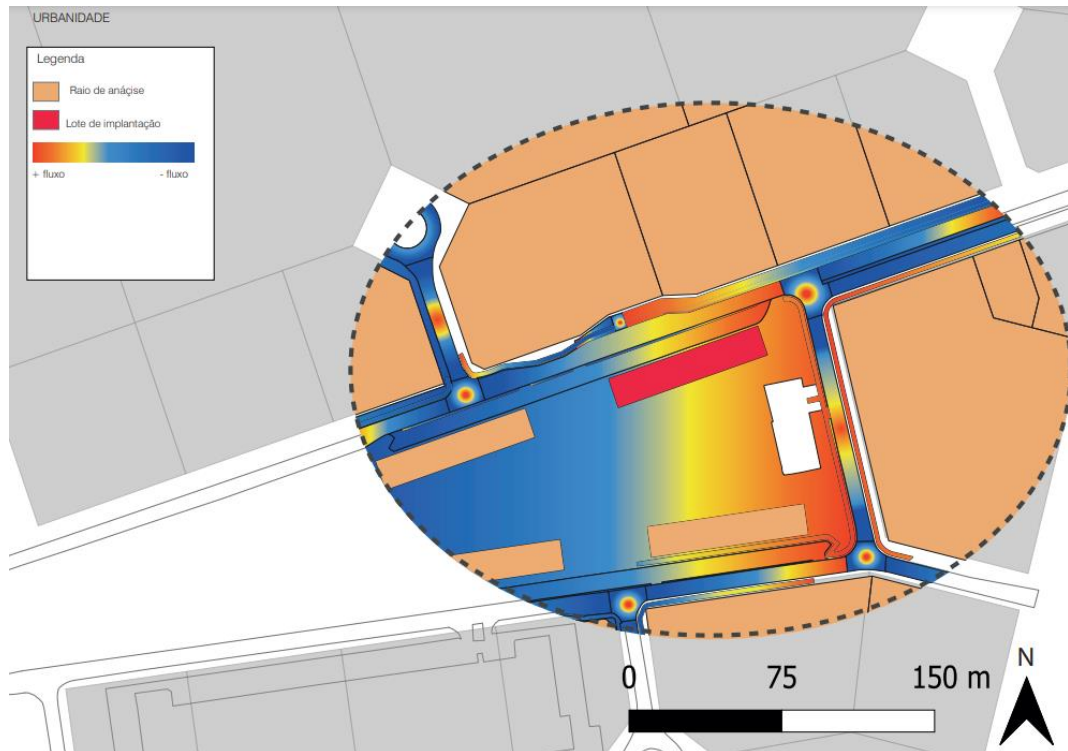 URBANIDADE
Legenda
Raio de anáçise
Lote de implantação
+ fluxo - fluxo
0 75 150 m
N